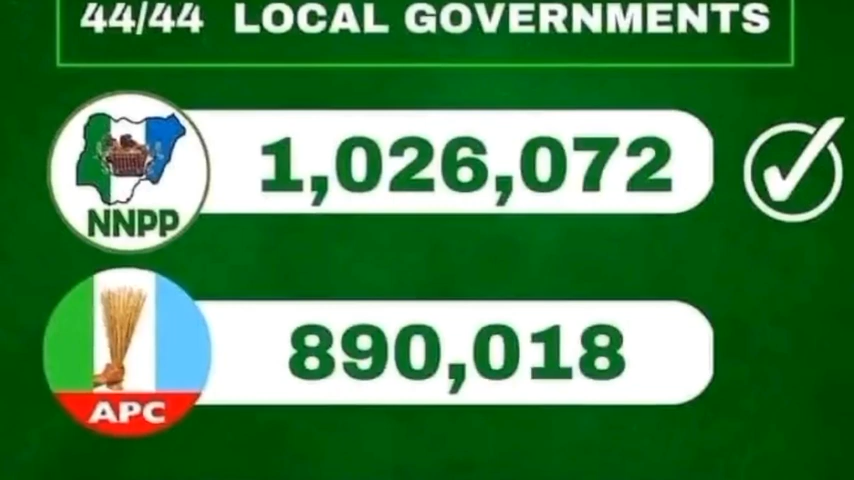 44/44 LOCAL GOVERNMENTS
NNPP
1,026,072
APC
890,018